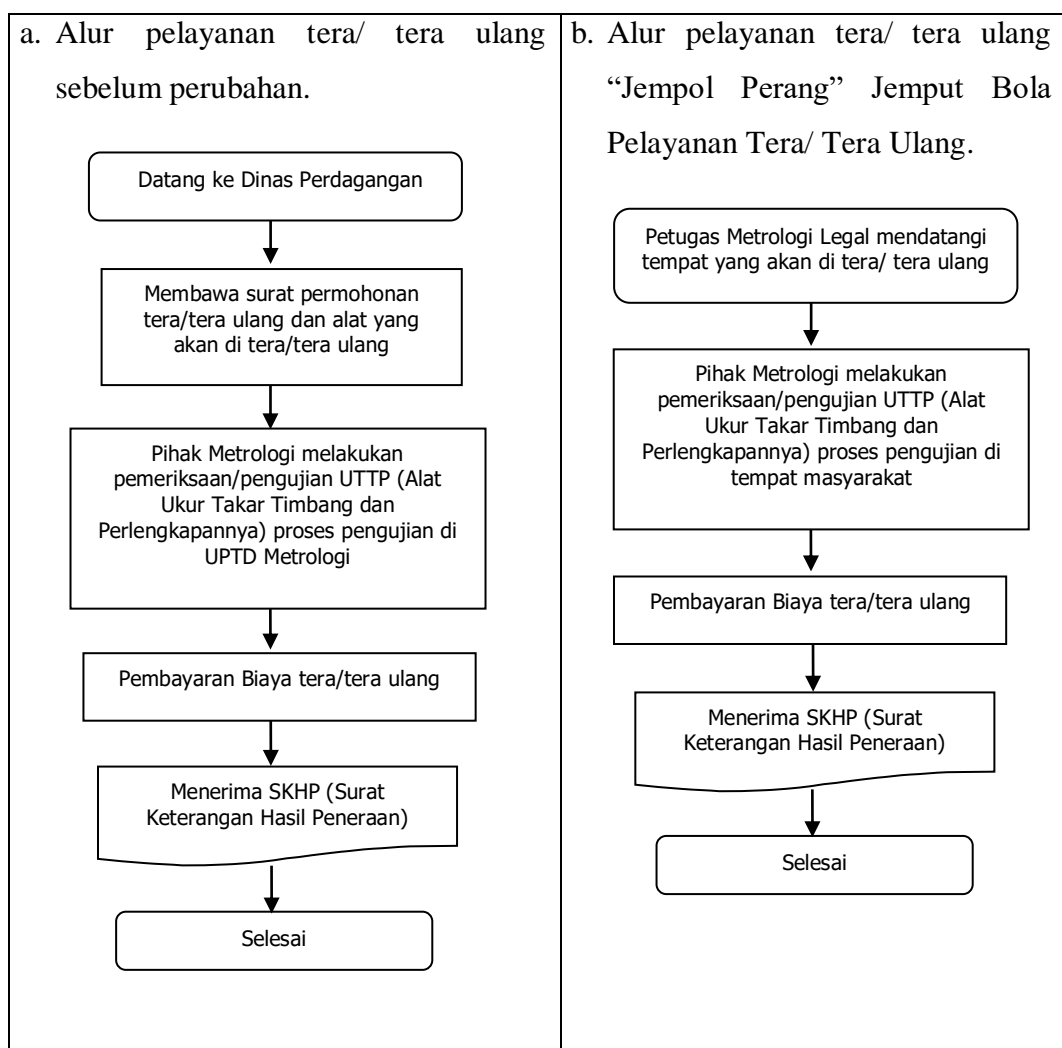 a. Alur pelayanan tera/ tera ulang
sebelum perubahan.
Datang ke Dinas Perdagangan
Membawa surat permohonan
tera/tera ulang dan alat yang
akan di tera/tera ulang
Pihak Metrologi melakukan
pemeriksaan/pengujian UTTP (Alat
Ukur Takar Timbang dan
Perlengkapannya) proses pengujian di
UPTD Metrologi
Pembayaran Biaya tera/tera ulang
Menerima SKHP (Surat
Keterangan Hasil Peneraan)
Selesai
b. Alur pelayanan tera/ tera ulang
“Jempol Perang” Jemput Bola
Pelayanan Tera/ Tera Ulang.
Petugas Metrologi Legal mendatangi
tempat yang akan di tera/ tera ulang
Pihak Metrologi melakukan
pemeriksaan/pengujian UTTP (Alat
Ukur Takar Timbang dan
Perlengkapannya) proses pengujian di
tempat masyarakat
Pembayaran Biaya tera/tera ulang
Menerima SKHP (Surat
Keterangan Hasil Peneraan)
Selesai